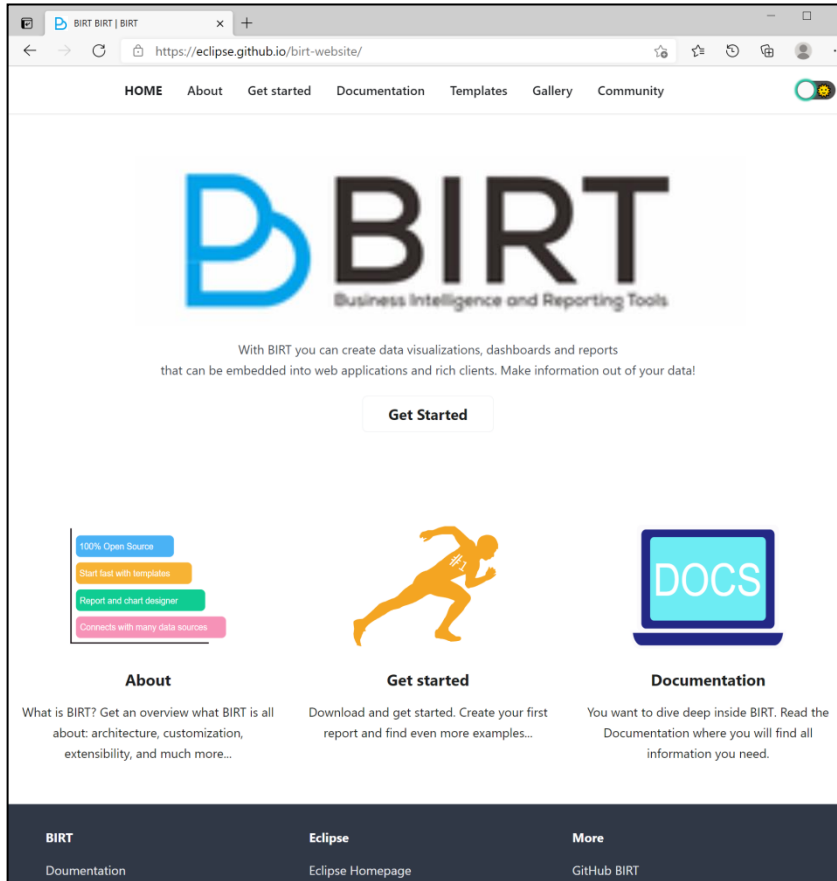 BIRT BIRT | BIRT
https://eclipse.github.io/birt-website/
HOME About Get started Documentation Templates Gallery Community
BIRT
Business Intelligence and Reporting Tools
With BIRT you can create data visualizations, dashboards and reports
that can be embedded into web applications and rich clients. Make information out of your data!
Get Started
100% Open Source
Start fast with templates
Report and chart designer
Connects with many data sources
#1
DOCS
About
What is BIRT? Get an overview what BIRT is all
about: architecture, customization,
extensibility, and much more...
Get started
Download and get started. Create your first
report and find even more examples...
Documentation
You want to dive deep inside BIRT. Read the
Documentation where you will find all
information you need.
BIRT Eclipse More
Doumentation Eclipse Homepage GitHub BIRT